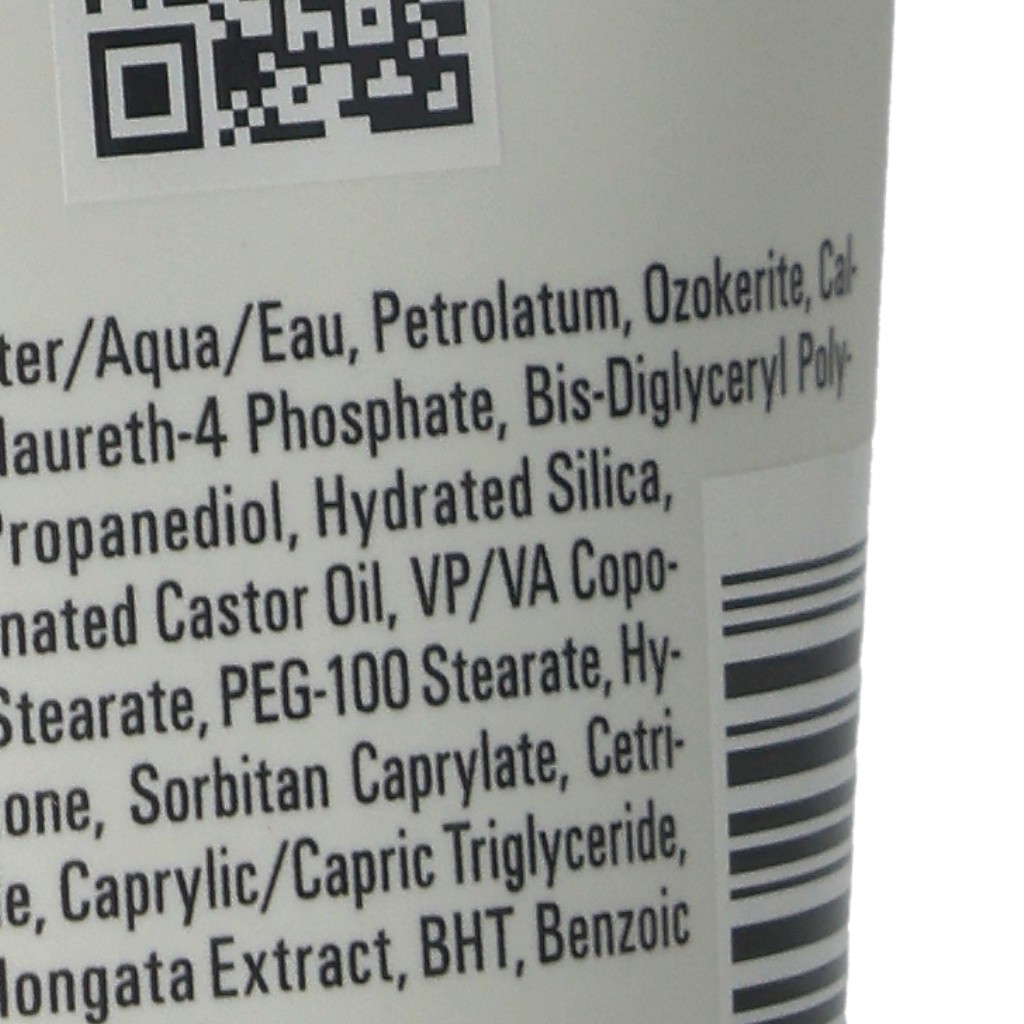 ter/Aqua/Eau, Petrolatum, Ozokerite, Cal-
laureth-4 Phosphate, Bis-Diglyceryl Poly-
Propanediol, Hydrated Silica,
nated Castor Oil, VP/VA Copo-
Stearate, PEG-100 Stearate, Hy-
one, Sorbitan Caprylate, Cetri-
e, Caprylic/Capric Triglyceride,
longata Extract, BHT, Benzoic